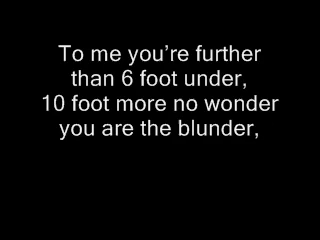 To me you’re further
than 6 foot under,
10 foot more no wonder
you are the blunder,